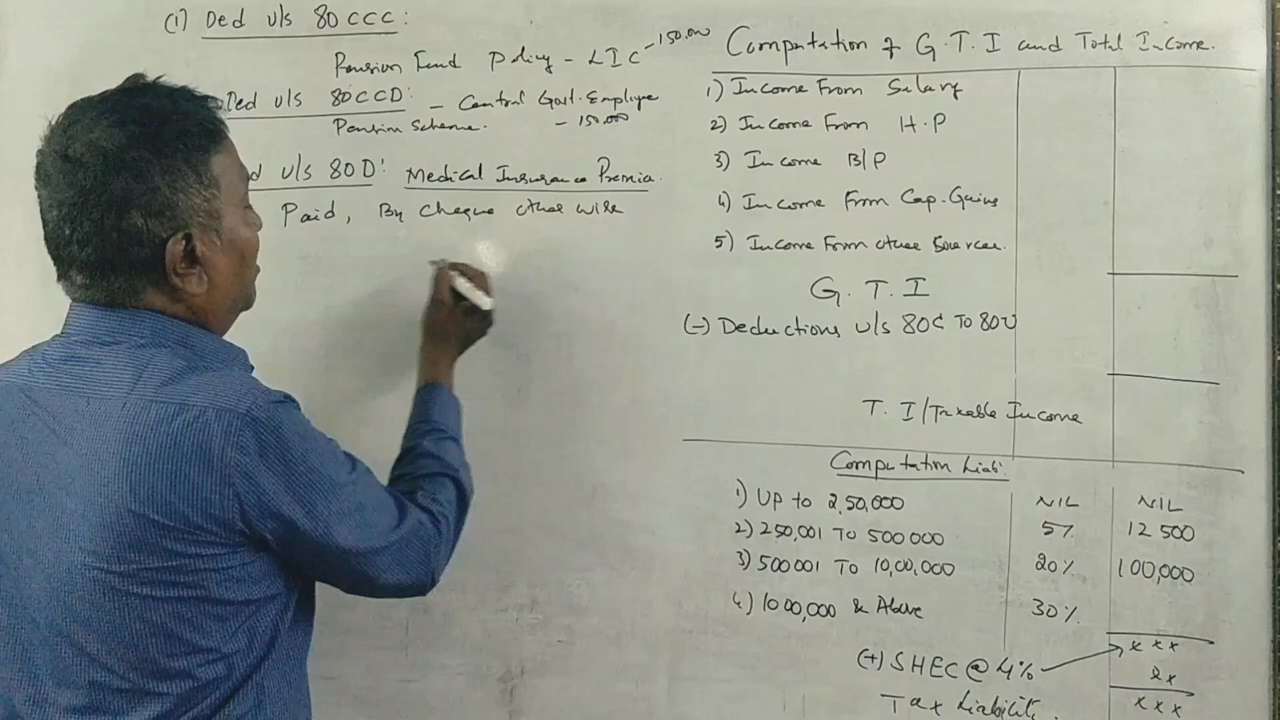 (1) Ded u/s 80CCC:
Pension Fund Policy - LIC - 150,000
Ded u/s 80CCD: - Central Govt. Employee
Pension Scheme. - 150,000
d u/s 80D: Medical Insurance Premia
Paid, By Cheque other wise
Computation of G.T.I and Total Income.
1) Income From Salary
2) Income From H.P
3) Income B/P
4) Income From Cap. Gains
5) Income From other Sources.
G.T.I
(-) Deductions u/s 80C To 80U
T.I/Taxable Income
Computation Liabi.
1) Up to 2,50,000 NIL NIL
2) 250,001 To 500000 5% 12500
3) 500001 To 10,00,000 20% 100,000
4) 1000,000 & Above 30%
xxx
(+) SHEC @ 4% xx
Tax Liability. xxx